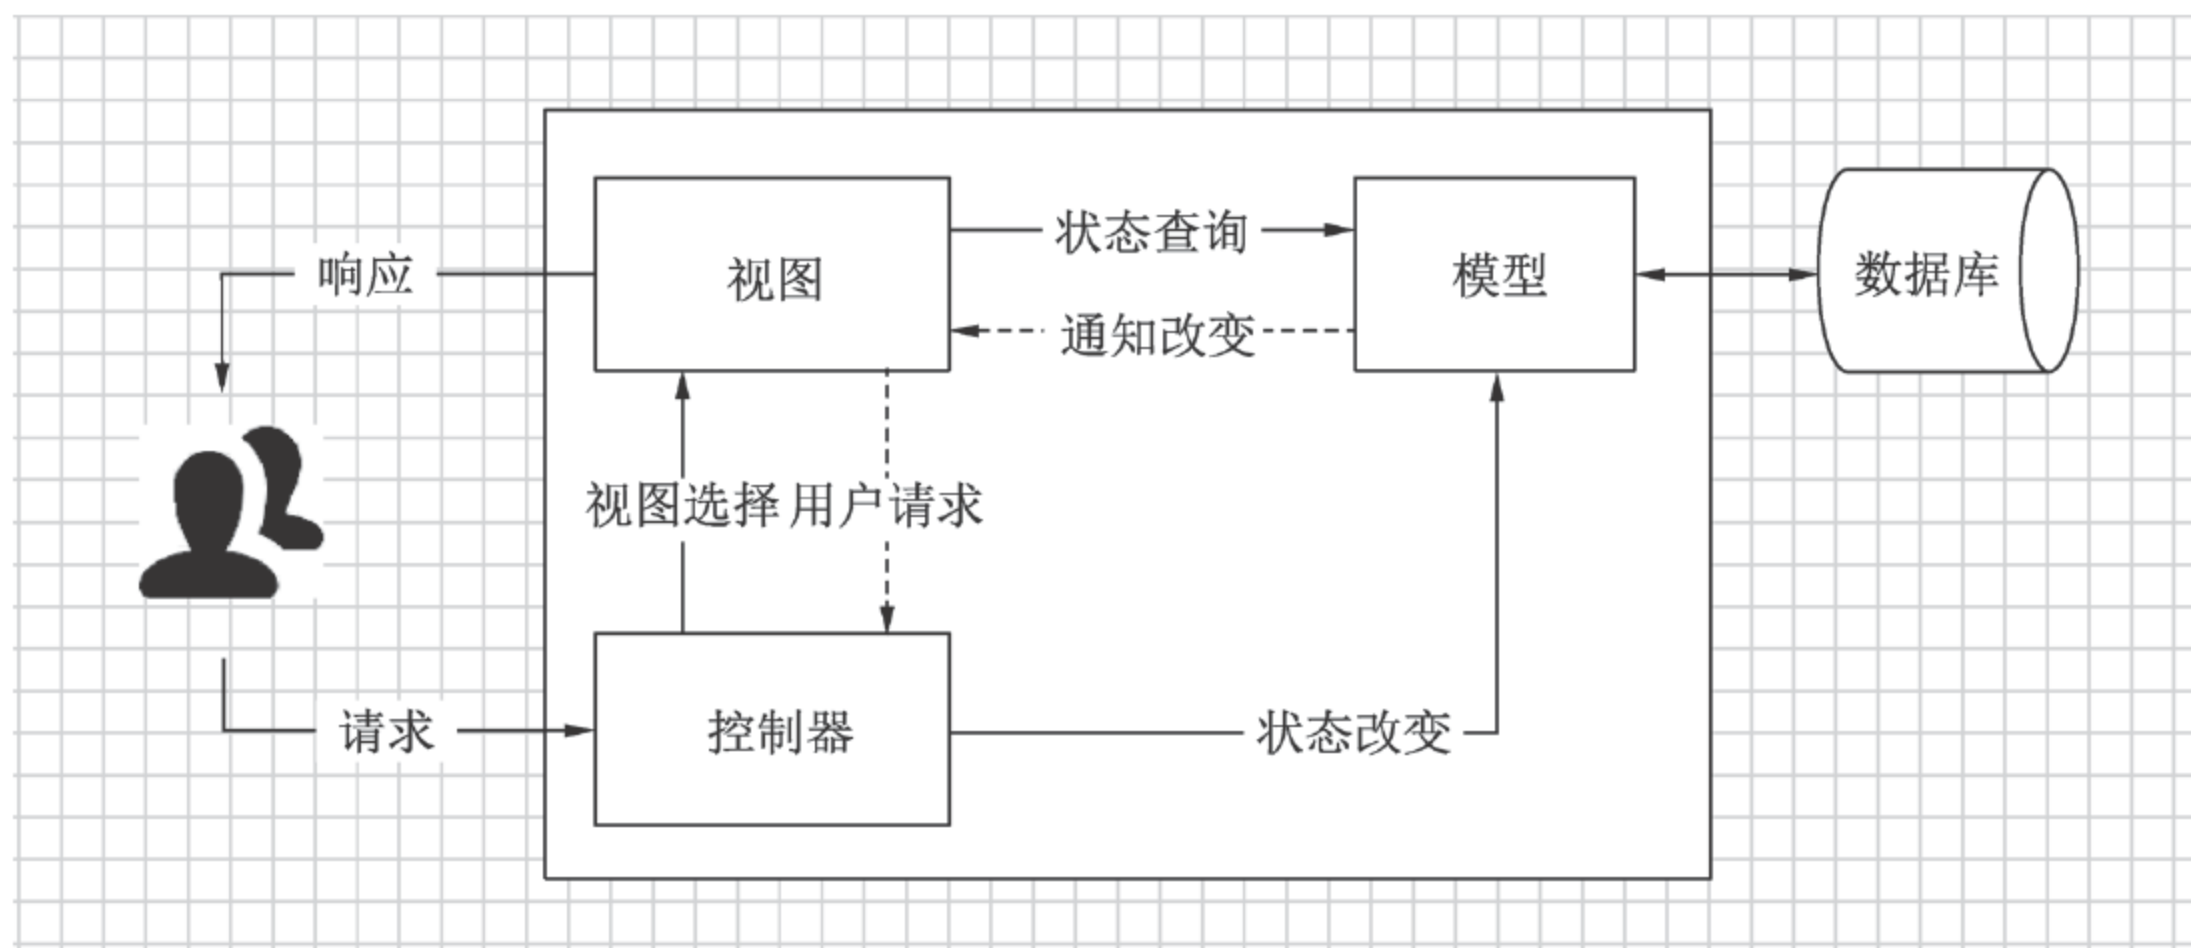 状态查询
响应
视图
模型
数据库
通知改变
视图选择
用户请求
请求
控制器
状态改变